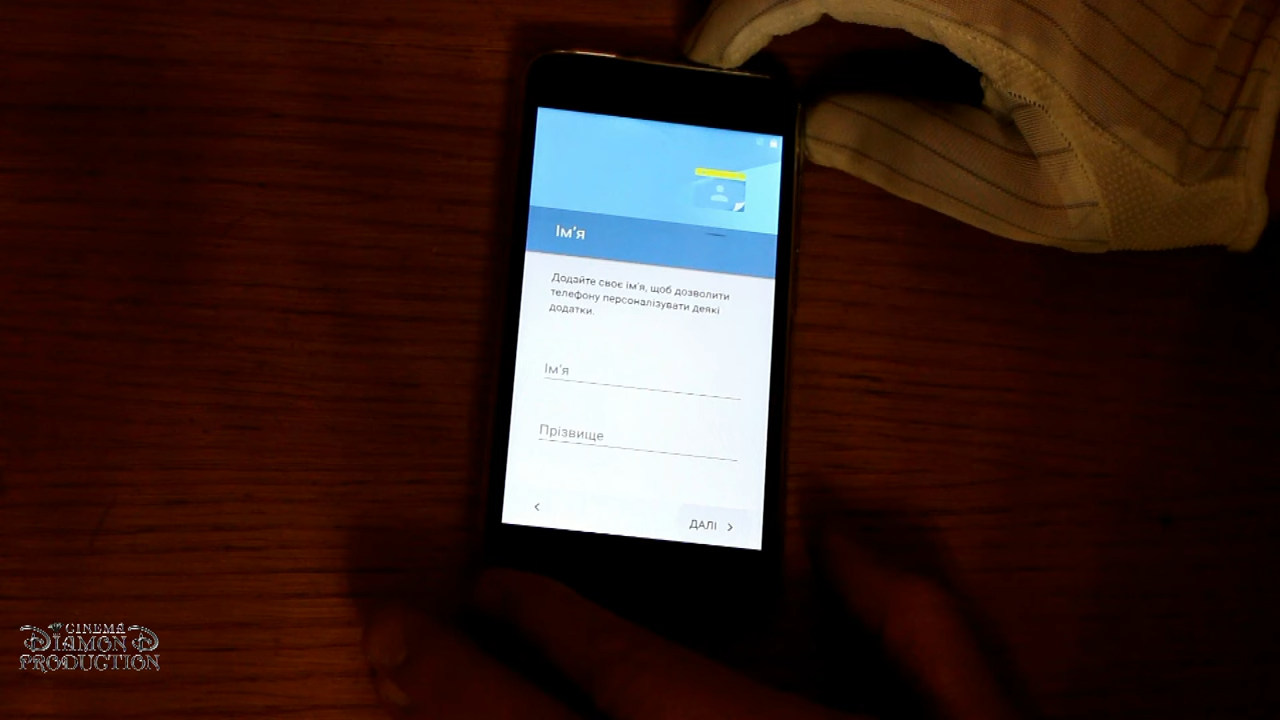 Ім'я
Додайте своє ім'я, щоб дозволити
телефону персоналізувати деякі
додатки.
Ім'я
Прізвище
ДАЛІ
CINEMA
DIAMOND
PRODUCTION